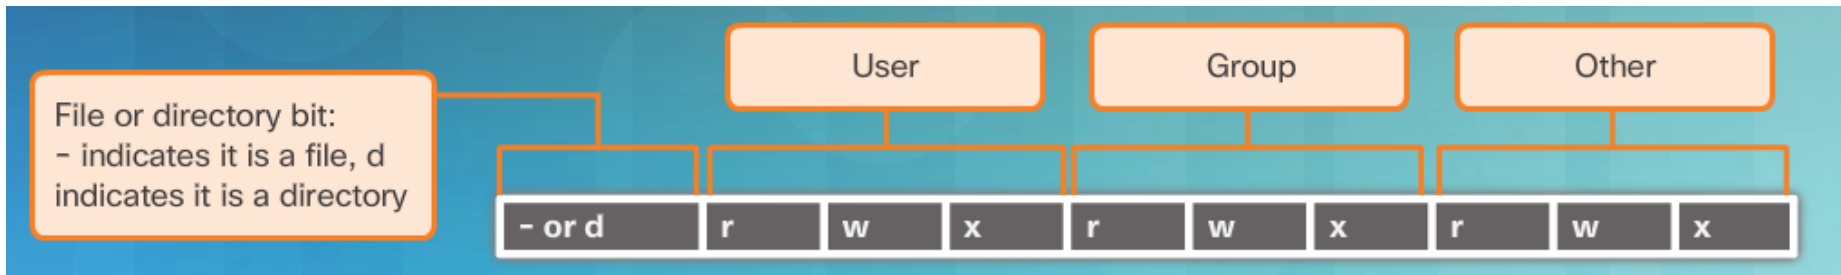 User
Group
Other
File or directory bit:
- indicates it is a file, d
indicates it is a directory
- or d r w x r w x r w x